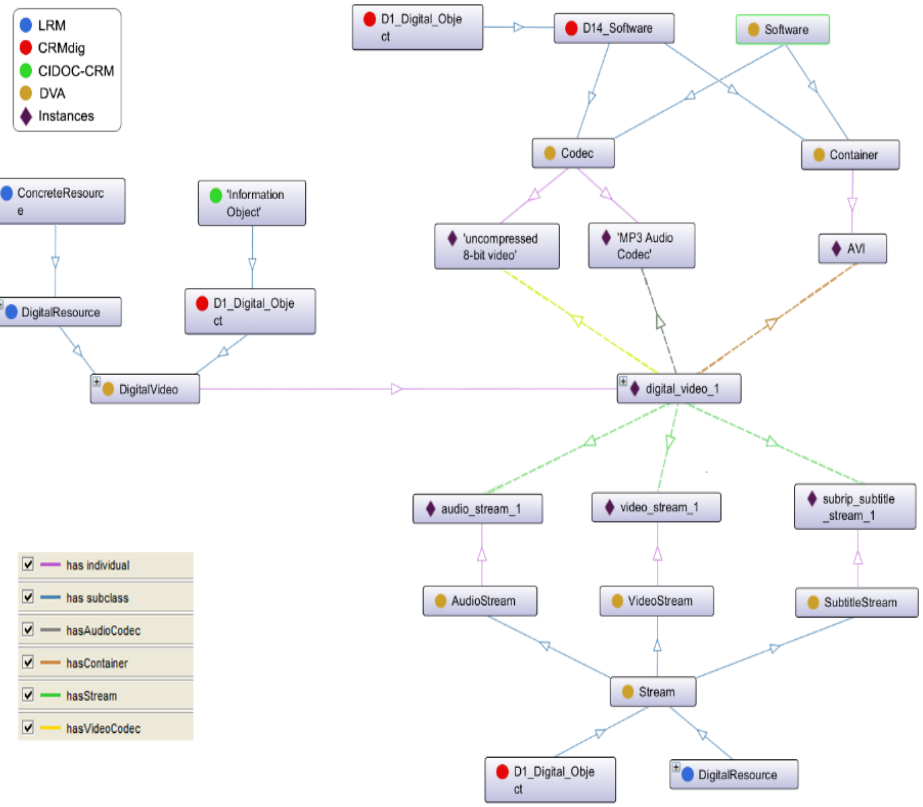 LRM
CRMdig
CIDOC-CRM
DVA
Instances
D1_Digital_Obje
ct
D14_Software
Software
Codec
Container
ConcreteResourc
e
'Information
Object'
'uncompressed
8-bit video'
'MP3 Audio
Codec'
AVI
DigitalResource
D1_Digital_Obje
ct
DigitalVideo
digital_video_1
audio_stream_1
video_stream_1
subrip_subtitle
_stream_1
AudioStream
VideoStream
SubtitleStream
Stream
D1_Digital_Obje
ct
DigitalResource
has individual
has subclass
hasAudioCodec
hasContainer
hasStream
hasVideoCodec